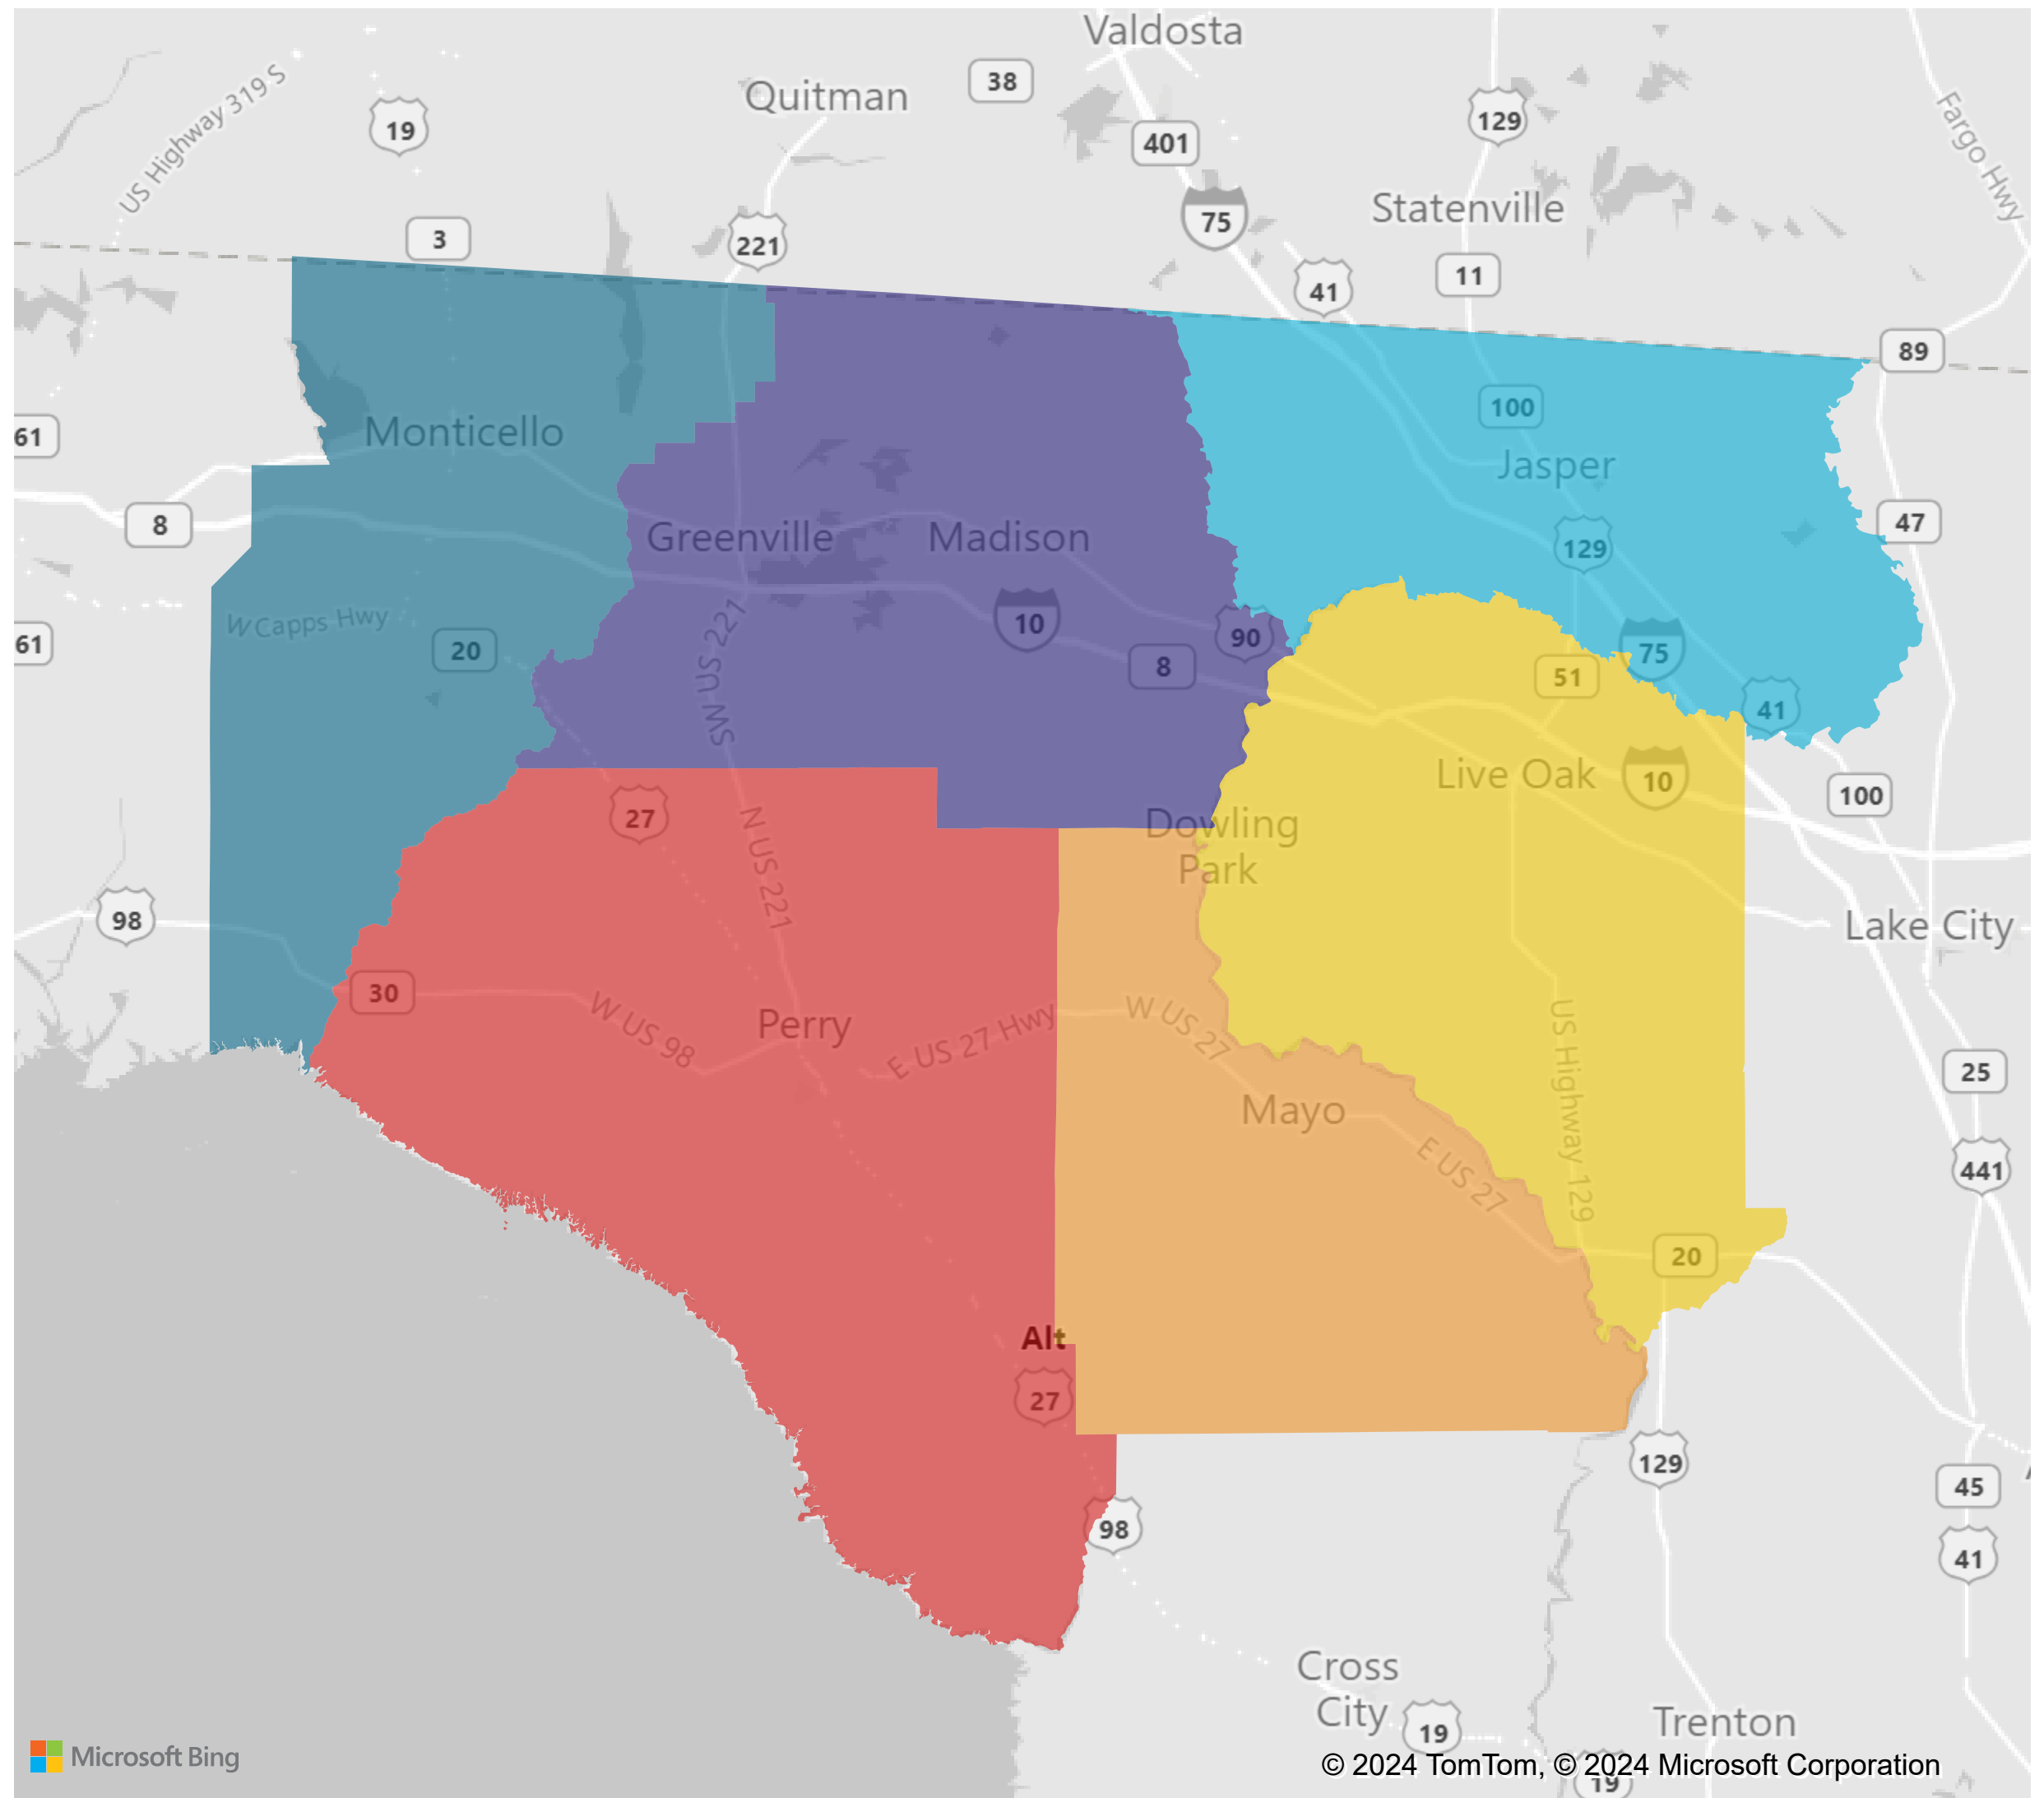 Valdosta
Quitman
38
US Highway 319 S
19
129
Fargo Hwy
401
Statenville
3
221
75
41
11
89
100
61
Monticello
Jasper
8
Greenville
Madison
47
129
W Capps Hwy
20
SW US 221
10
90
8
51
75
61
41
27
Live Oak
10
100
N US 221
Dowling
Park
98
Lake City
30
W US 98
Perry
E US 27 Hwy
W US 27
US Highway 129
25
Mayo
E US 27
441
20
Alt
27
129
45
98
41
Cross
City
19
Trenton
Microsoft Bing
© 2024 TomTom, © 2024 Microsoft Corporation
19